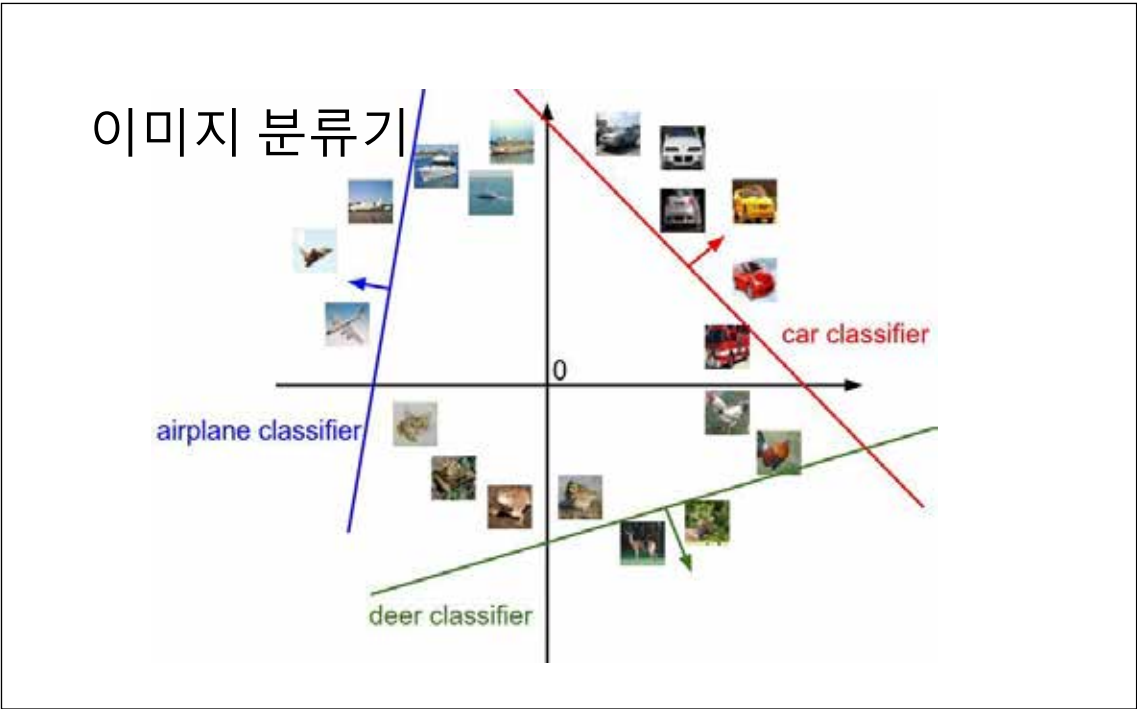 이미지 분류기
0
car classifier
airplane classifier
deer classifier